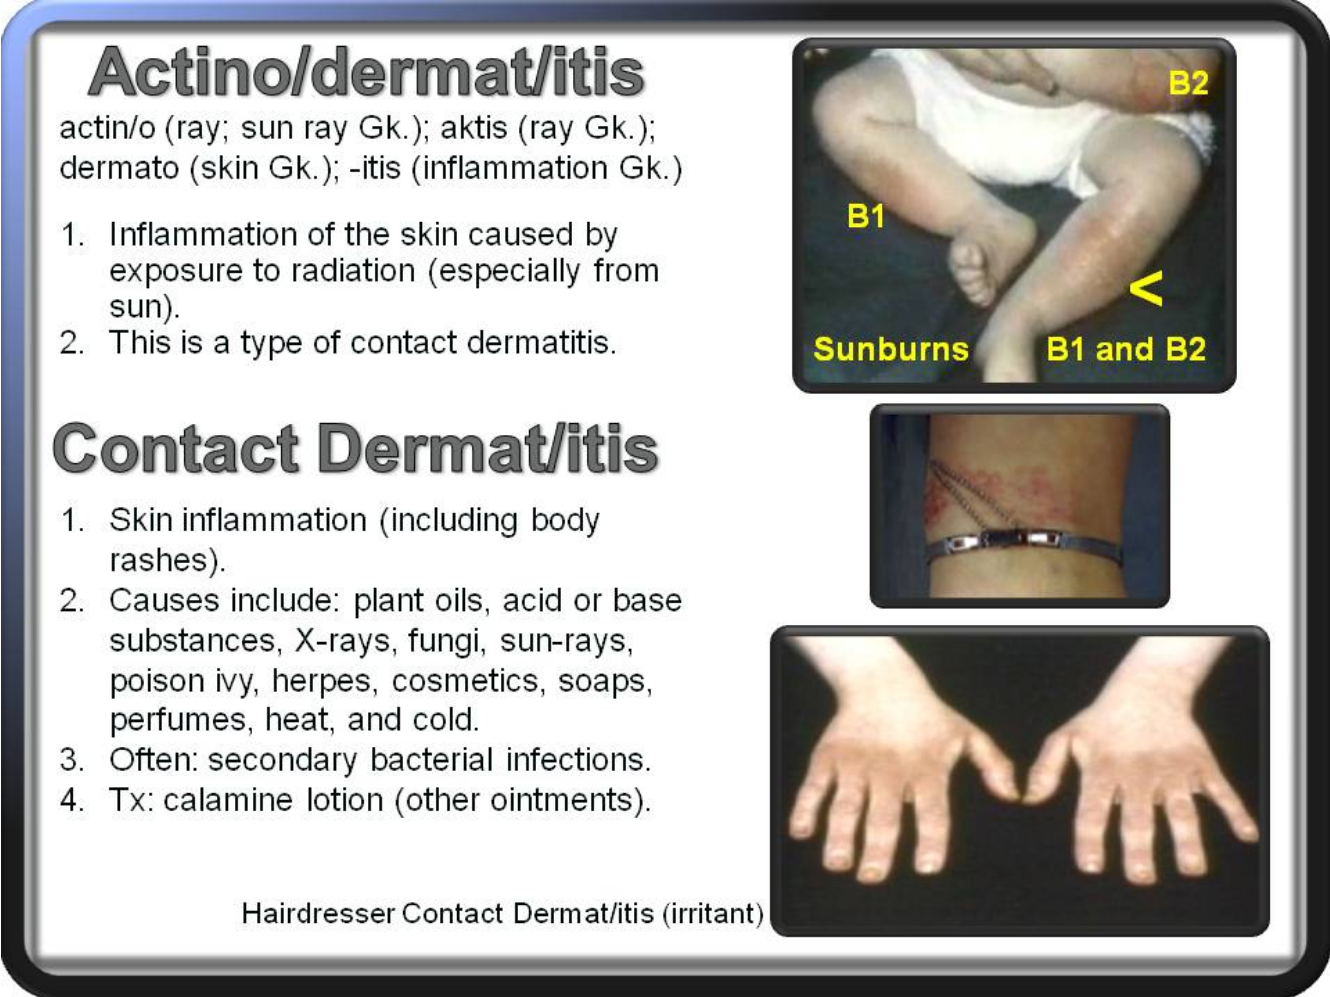 Actino/dermat/itis
actin/o (ray; sun ray Gk.); aktis (ray Gk.);
dermato (skin Gk.); -itis (inflammation Gk.)
1. Inflammation of the skin caused by
exposure to radiation (especially from
sun).
2. This is a type of contact dermatitis.
B2
B1
<
Sunburns
B1 and B2
Contact Dermat/itis
1. Skin inflammation (including body
rashes).
2. Causes include: plant oils, acid or base
substances, X-rays, fungi, sun-rays,
poison ivy, herpes, cosmetics, soaps,
perfumes, heat, and cold.
3. Often: secondary bacterial infections.
4. Tx: calamine lotion (other ointments).
Hairdresser Contact Dermat/itis (irritant)